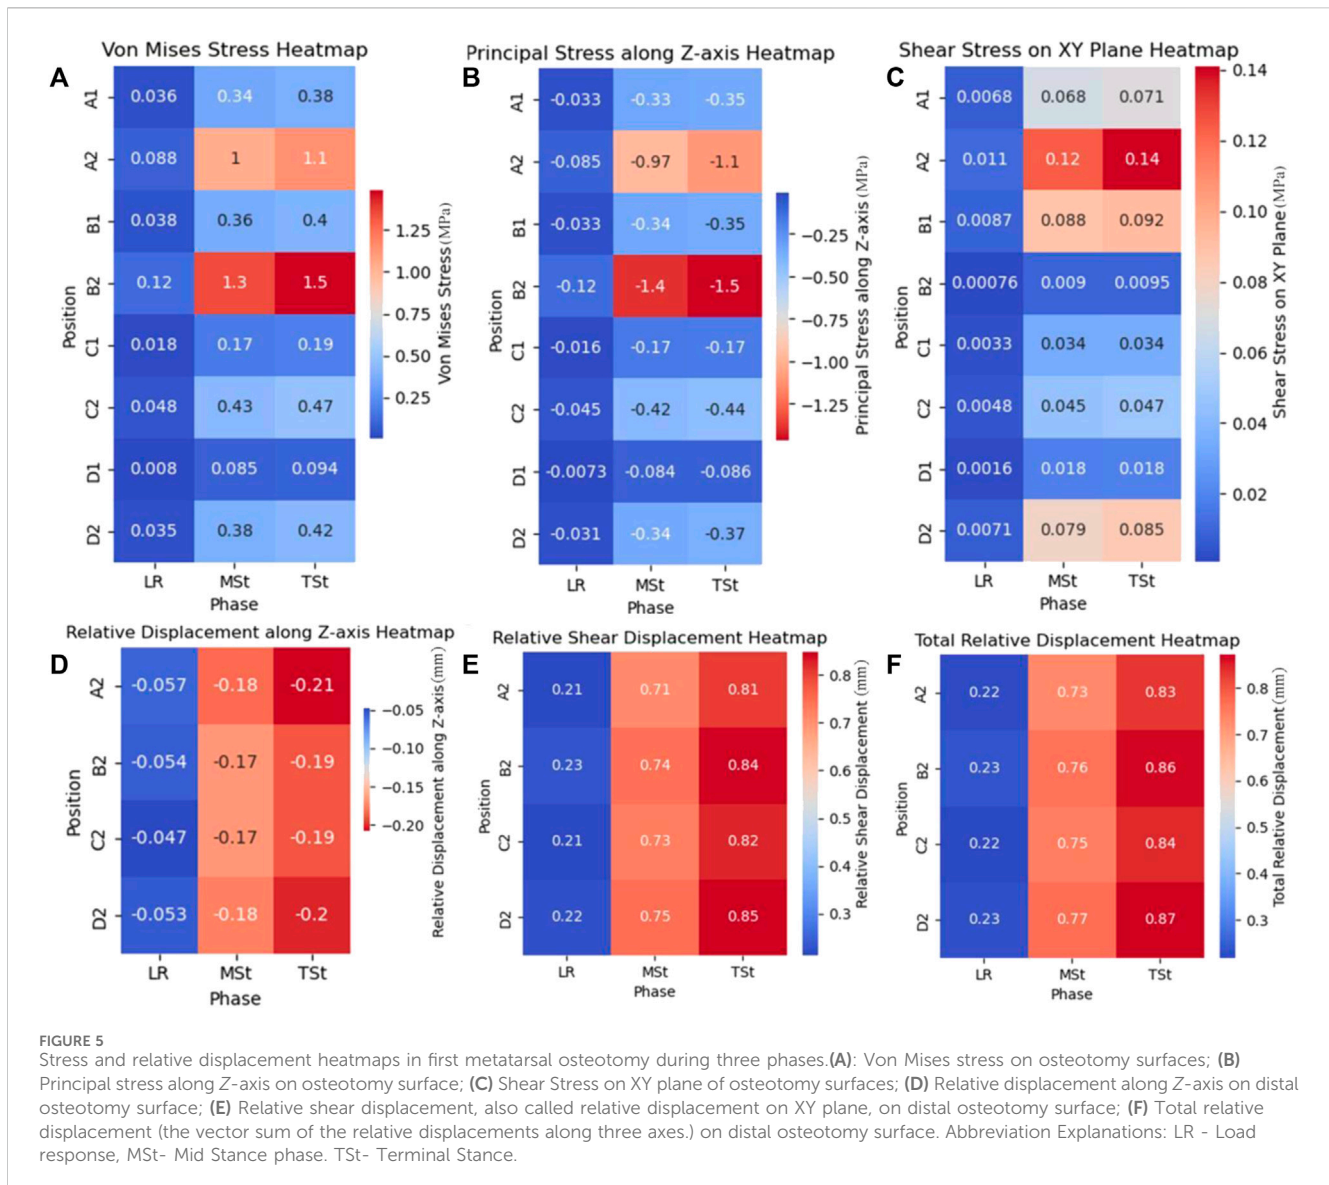 Von Mises Stress Heatmap
A
A1 0.036 0.34 0.38
A2 0.088 1 1.1
B1 0.038 0.36 0.4
B2 0.12 1.3 1.5
C1 0.018 0.17 0.19
C2 0.048 0.43 0.47
D1 0.008 0.085 0.094
D2 0.035 0.38 0.42
Position
LR MSt TSt
Phase
1.25
1.00
0.75
0.50
0.25
Von Mises Stress (MPa)
Principal Stress along Z-axis Heatmap
B
A1 -0.033 -0.33 -0.35
A2 -0.085 -0.97 -1.1
B1 -0.033 -0.34 -0.35
B2 -0.12 -1.4 -1.5
C1 -0.016 -0.17 -0.17
C2 -0.045 -0.42 -0.44
D1 -0.0073 -0.084 -0.086
D2 -0.031 -0.34 -0.37
Position
LR MSt TSt
Phase
−0.25
−0.50
−0.75
−1.00
−1.25
Principal Stress along Z-axis (MPa)
Shear Stress on XY Plane Heatmap
C
A1 0.0068 0.068 0.071
A2 0.011 0.12 0.14
B1 0.0087 0.088 0.092
B2 0.00076 0.009 0.0095
C1 0.0033 0.034 0.034
C2 0.0048 0.045 0.047
D1 0.0016 0.018 0.018
D2 0.0071 0.079 0.085
Position
LR MSt TSt
Phase
0.14
0.12
0.10
0.08
0.06
0.04
0.02
Shear Stress on XY Plane (MPa)
Relative Displacement along Z-axis Heatmap
D
A2 -0.057 -0.18 -0.21
B2 -0.054 -0.17 -0.19
C2 -0.047 -0.17 -0.19
D2 -0.053 -0.18 -0.2
Position
LR MSt TSt
Phase
−0.05
−0.10
−0.15
−0.20
Relative Displacement along Z-axis (mm)
Relative Shear Displacement Heatmap
E
A2 0.21 0.71 0.81
B2 0.23 0.74 0.84
C2 0.21 0.73 0.82
D2 0.22 0.75 0.85
Position
LR MSt TSt
Phase
0.8
0.7
0.6
0.5
0.4
0.3
Relative Shear Displacement (mm)
Total Relative Displacement Heatmap
F
A2 0.22 0.73 0.83
B2 0.23 0.76 0.86
C2 0.22 0.75 0.84
D2 0.23 0.77 0.87
Position
LR MSt TSt
Phase
0.8
0.7
0.6
0.5
0.4
0.3
Total Relative Displacement (mm)
FIGURE 5
Stress and relative displacement heatmaps in first metatarsal osteotomy during three phases.(A): Von Mises stress on osteotomy surfaces; (B)
Principal stress along Z-axis on osteotomy surface; (C) Shear Stress on XY plane of osteotomy surfaces; (D) Relative displacement along Z-axis on distal
osteotomy surface; (E) Relative shear displacement, also called relative displacement on XY plane, on distal osteotomy surface; (F) Total relative
displacement (the vector sum of the relative displacements along three axes.) on distal osteotomy surface. Abbreviation Explanations: LR - Load
response, MSt- Mid Stance phase. TSt- Terminal Stance.